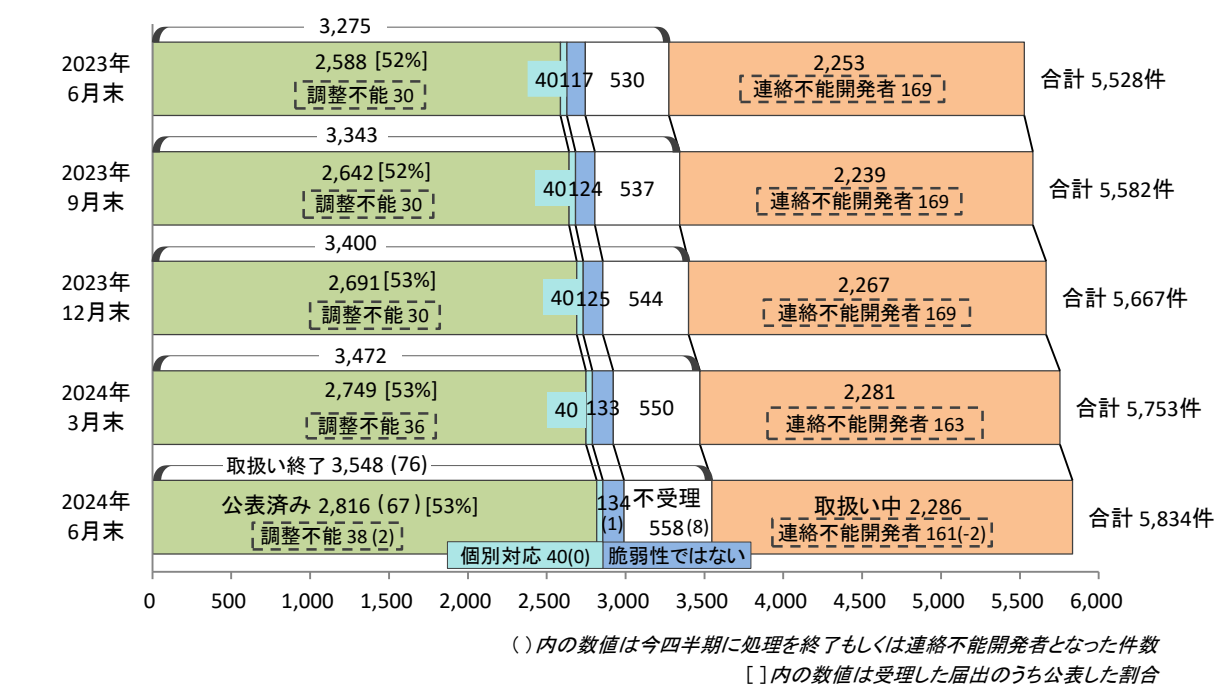 3,275
2023年
6月末
2,588 [52%]
調整不能 30
40
117
530
2,253
連絡不能開発者 169
合計 5,528件
3,343
2023年
9月末
2,642 [52%]
調整不能 30
40
124
537
2,239
連絡不能開発者 169
合計 5,582件
3,400
2023年
12月末
2,691 [53%]
調整不能 30
40
125
544
2,267
連絡不能開発者 169
合計 5,667件
3,472
2024年
3月末
2,749 [53%]
調整不能 36
40
133
550
2,281
連絡不能開発者 163
合計 5,753件
取扱い終了 3,548 (76)
2024年
6月末
公表済み 2,816 (67) [53%]
調整不能 38 (2)
134
(1)
不受理
558(8)
取扱い中 2,286
連絡不能開発者 161(-2)
合計 5,834件
個別対応 40(0)
脆弱性ではない
0 500 1,000 1,500 2,000 2,500 3,000 3,500 4,000 4,500 5,000 5,500 6,000
( )内の数値は今四半期に処理を終了もしくは連絡不能開発者となった件数
[ ]内の数値は受理した届出のうち公表した割合